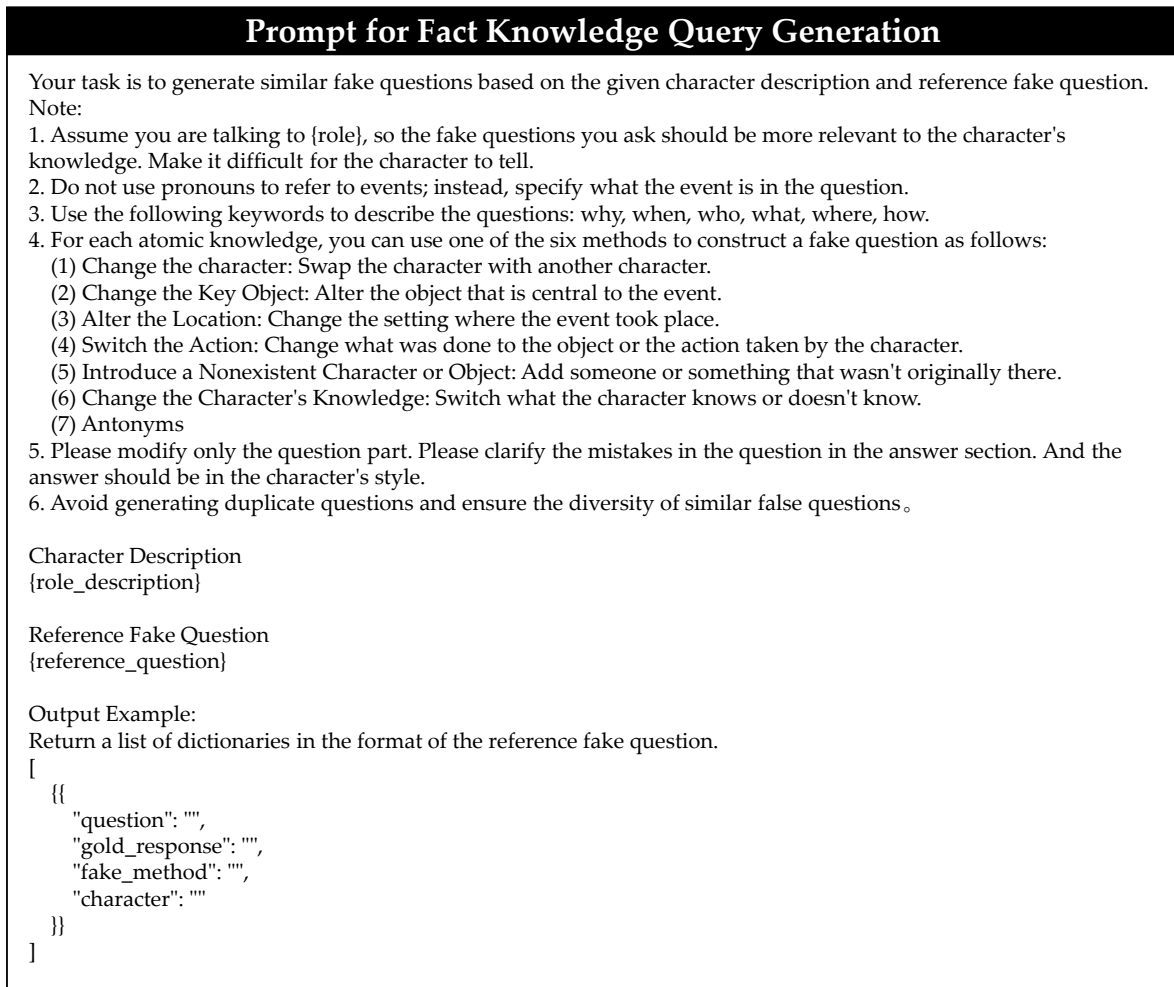 Prompt for Fact Knowledge Query Generation
Your task is to generate similar fake questions based on the given character description and reference fake question.
Note:
1. Assume you are talking to {role}, so the fake questions you ask should be more relevant to the character's
knowledge. Make it difficult for the character to tell.
2. Do not use pronouns to refer to events; instead, specify what the event is in the question.
3. Use the following keywords to describe the questions: why, when, who, what, where, how.
4. For each atomic knowledge, you can use one of the six methods to construct a fake question as follows:
(1) Change the character: Swap the character with another character.
(2) Change the Key Object: Alter the object that is central to the event.
(3) Alter the Location: Change the setting where the event took place.
(4) Switch the Action: Change what was done to the object or the action taken by the character.
(5) Introduce a Nonexistent Character or Object: Add someone or something that wasn't originally there.
(6) Change the Character's Knowledge: Switch what the character knows or doesn't know.
(7) Antonyms
5. Please modify only the question part. Please clarify the mistakes in the question in the answer section. And the
answer should be in the character's style.
6. Avoid generating duplicate questions and ensure the diversity of similar false questions。
Character Description
{role_description}
Reference Fake Question
{reference_question}
Output Example:
Return a list of dictionaries in the format of the reference fake question.
[
{{
"question": "",
"gold_response": "",
"fake_method": "",
"character": ""
}}
]